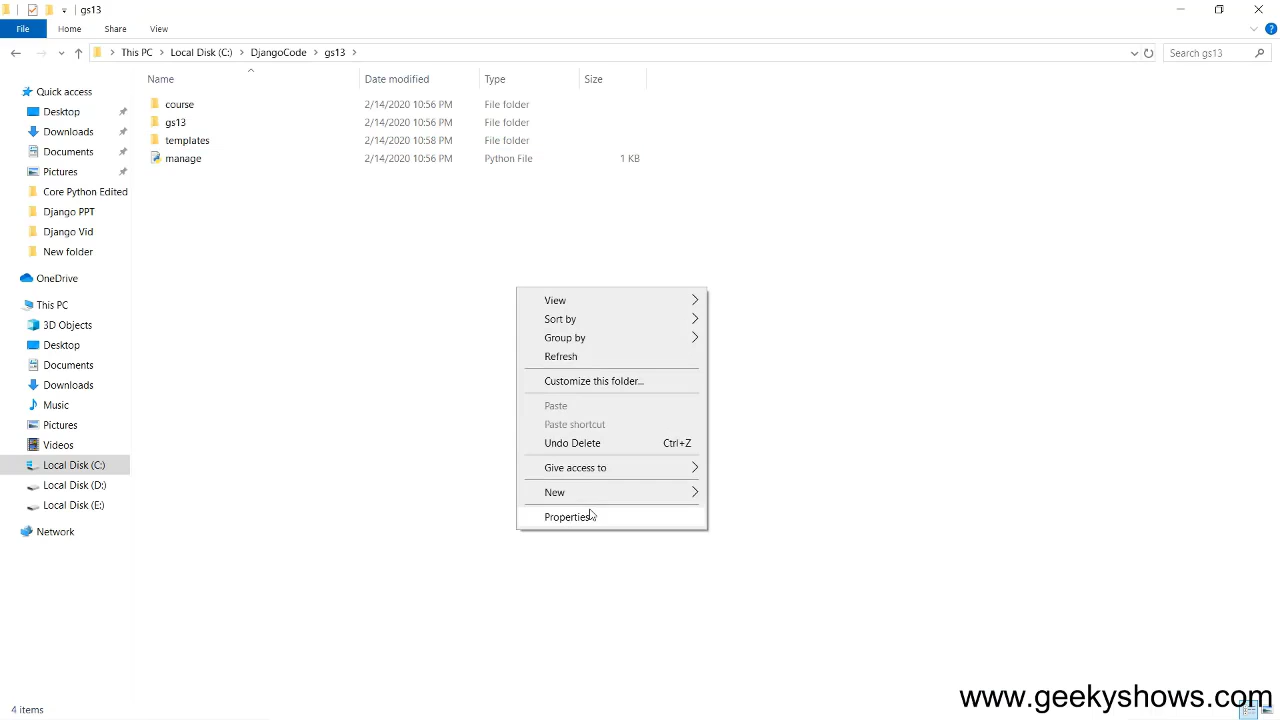 gs13
File Home Share View
This PC Local Disk (C:) DjangoCode gs13 Search gs13
Name Date modified Type Size
course 2/14/2020 10:56 PM File folder
gs13 2/14/2020 10:56 PM File folder
templates 2/14/2020 10:58 PM File folder
manage 2/14/2020 10:56 PM Python File 1 KB
Quick access
Desktop
Downloads
Documents
Pictures
Core Python Edited
Django PPT
Django Vid
New folder
OneDrive
This PC
3D Objects
Desktop
Documents
Downloads
Music
Pictures
Videos
Local Disk (C:)
Local Disk (D:)
Local Disk (E:)
Network
View
Sort by
Group by
Refresh
Customize this folder...
Paste
Paste shortcut
Undo Delete Ctrl+Z
Give access to
New
Properties
4 items
www.geekyshows.com